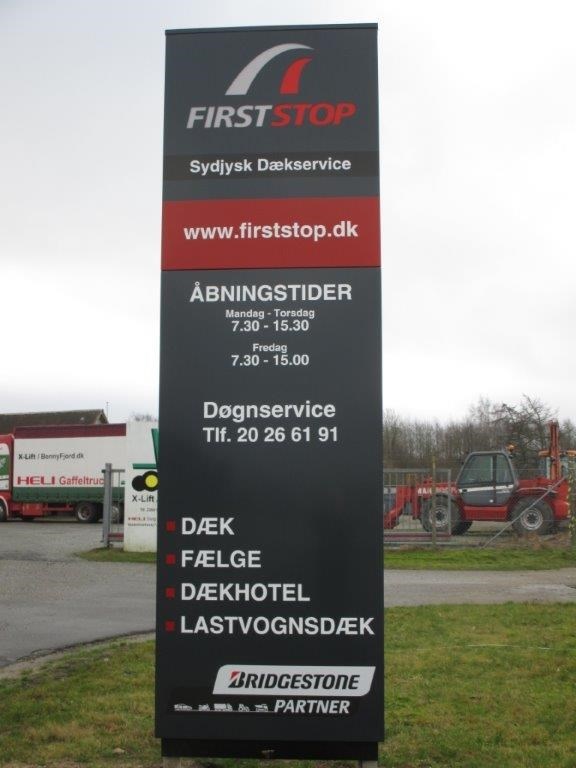 FIRSTSTOP
Sydjysk Dækservice
www.firststop.dk
ÅBNINGSTIDER
Mandag - Torsdag
7.30 - 15.30
Fredag
7.30 - 15.00
Døgnservice
Tlf. 20 26 61 91
DÆK
FÆLGE
DÆKHOTEL
LASTVOGNSDÆK
BRIDGESTONE
PARTNER
X-Lift / BennyFjord.dk
HELI Gaffeltruc
X-Lift
HELI